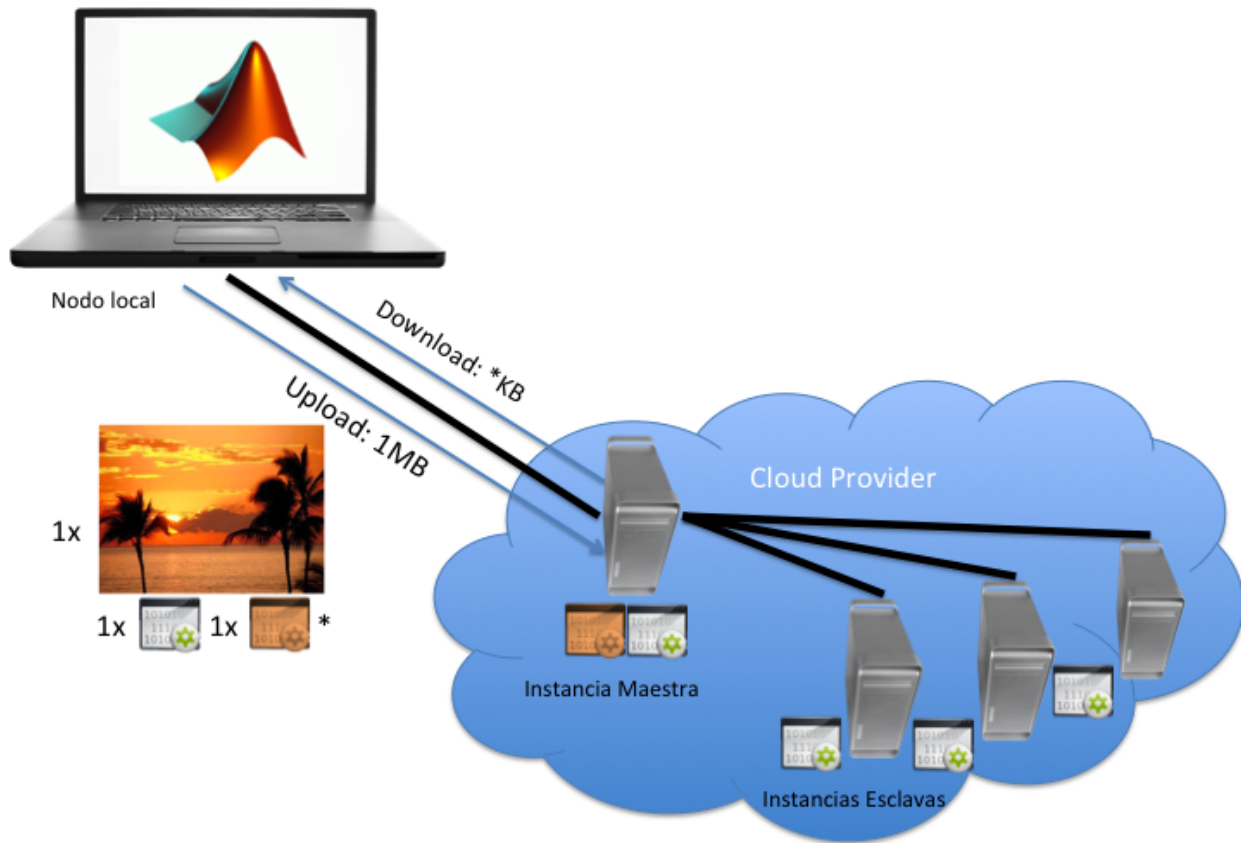 Nodo local
Download: *KB
Upload: 1MB
Cloud Provider
1x
1x 1x *
Instancia Maestra
Instancias Esclavas